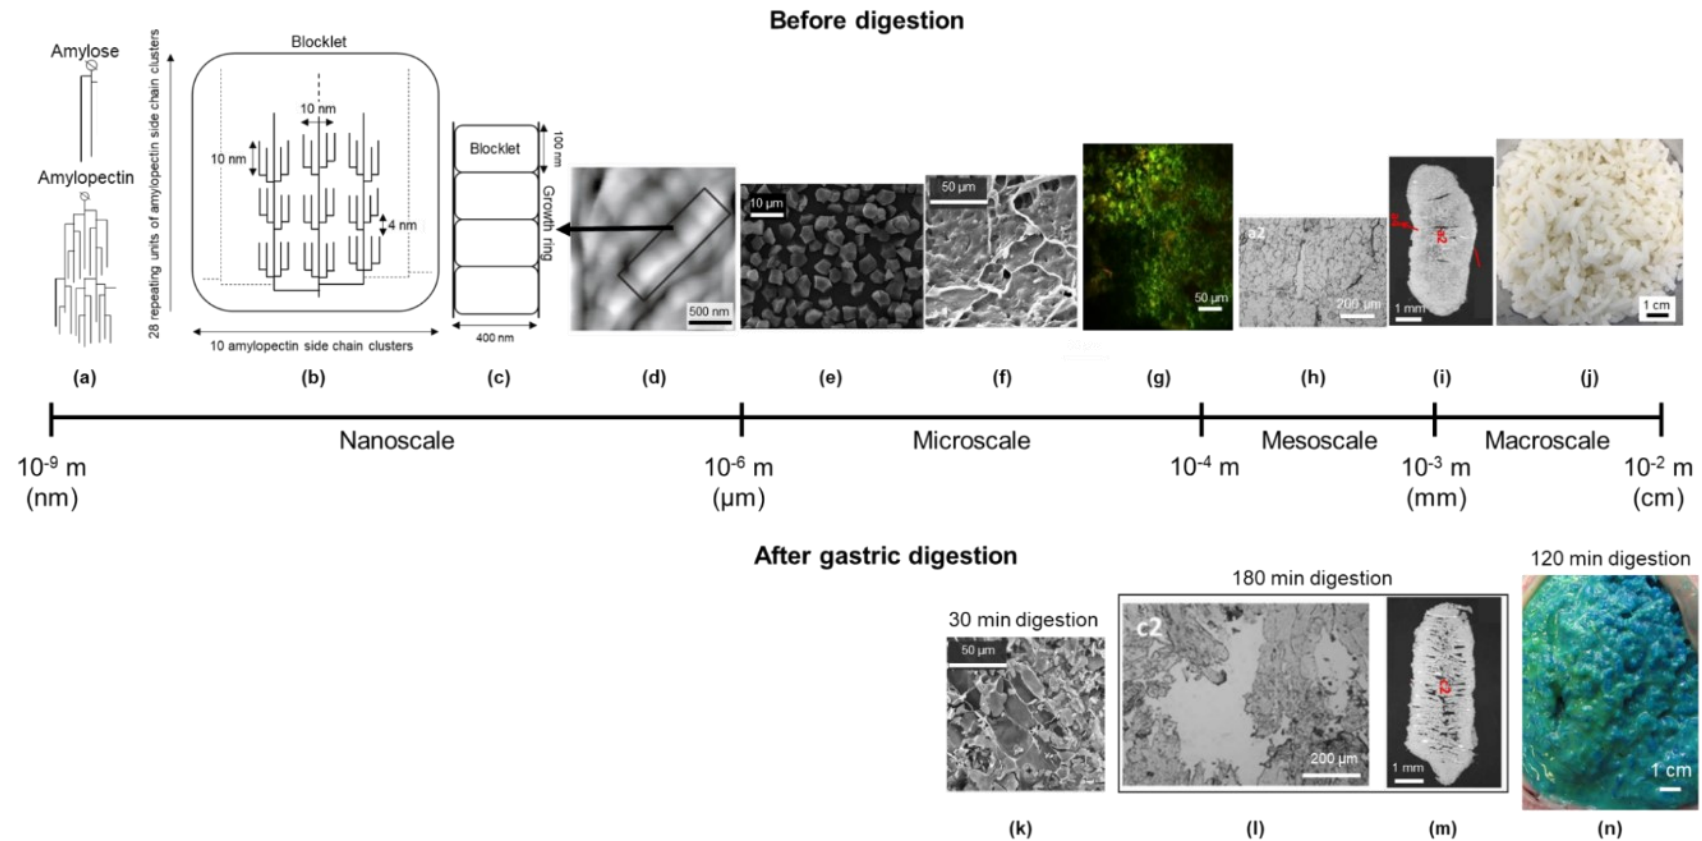 Before digestion
Amylose
Amylopectin
28 repeating units of amylopectin side chain clusters
Blocklet
10 nm
10 nm
4 nm
10 amylopectin side chain clusters
Blocklet
100 nm
Growth ring
400 nm
500 nm
10 µm
50 µm
50 µm
a2
200 µm
a2
1 mm
1 cm
(a)
(b)
(c)
(d)
(e)
(f)
(g)
(h)
(i)
(j)
Nanoscale
Microscale
Mesoscale
Macroscale
10-9 m
(nm)
10-6 m
(µm)
10-4 m
10-3 m
(mm)
10-2 m
(cm)
After gastric digestion
30 min digestion
180 min digestion
120 min digestion
50 µm
c2
200 µm
c2
1 mm
1 cm
(k)
(l)
(m)
(n)